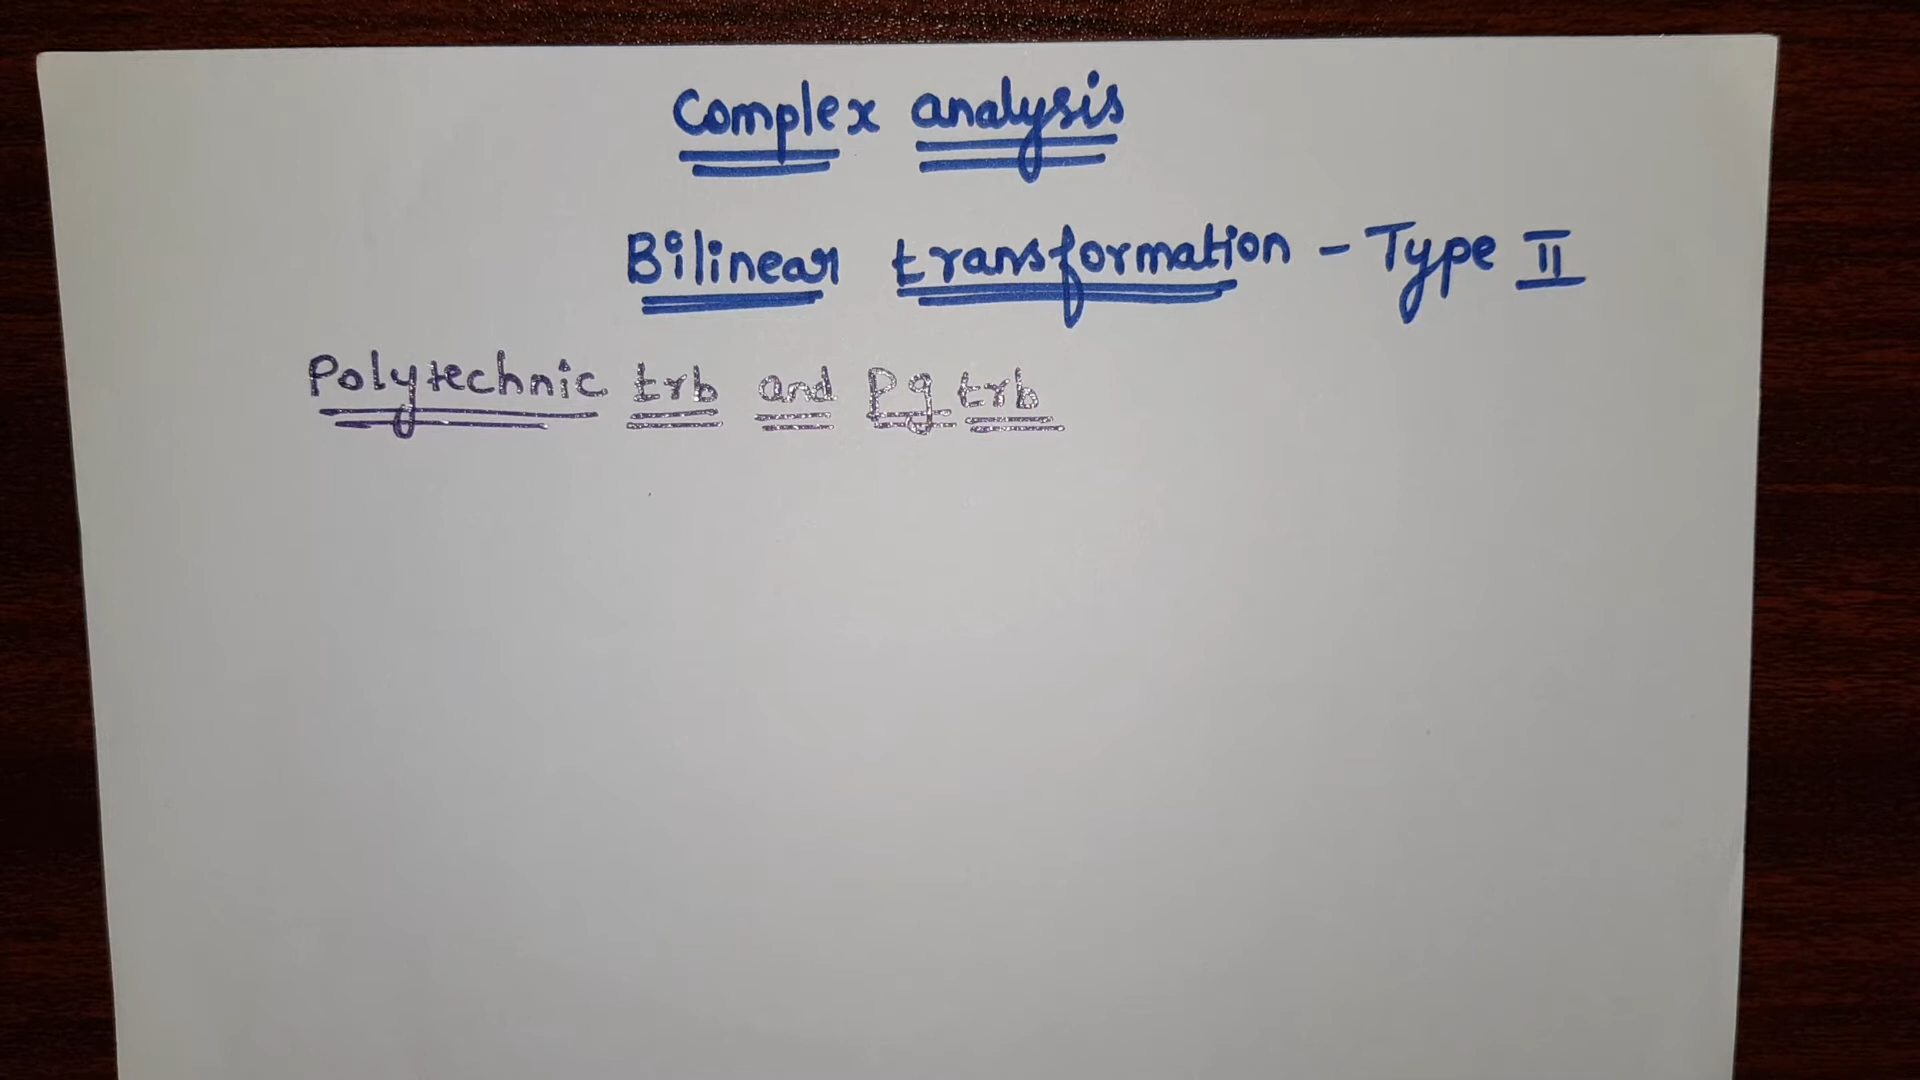 Complex analysis
Bilinear transformation - Type II
Polytechnic trb and Pg trb